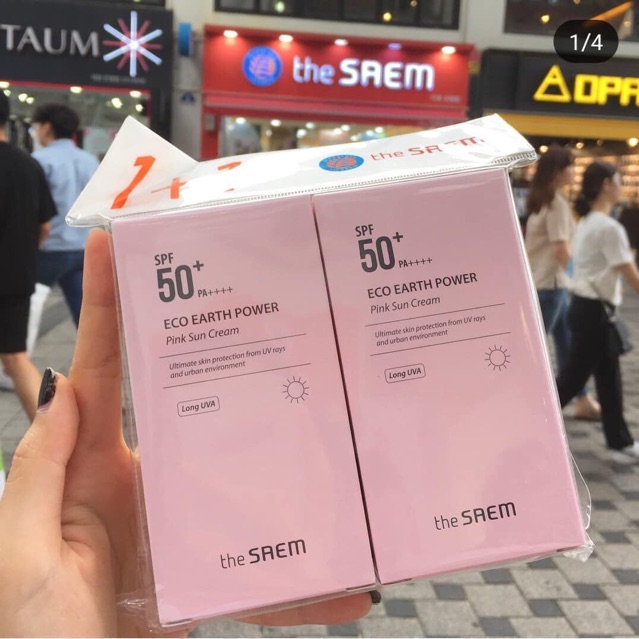 TAUM
the SAEM
1/4
1+1
the SAEM
SPF
50+
PA++++
ECO EARTH POWER
Pink Sun Cream
Ultimate skin protection from UV rays
and urban environment
Long UVA
the SAEM
SPF
50+
PA++++
ECO EARTH POWER
Pink Sun Cream
Ultimate skin protection from UV rays
and urban environment
Long UVA
the SAEM